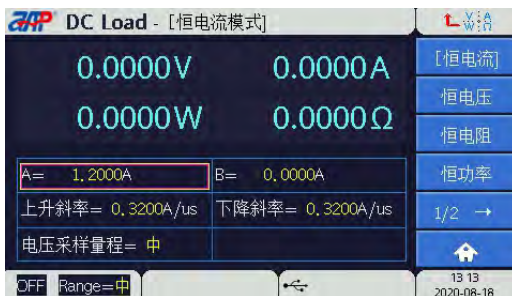 ZAP DC Load - [恒电流模式]
V A
W Ω
0.0000V 0.0000A
0.0000W 0.0000Ω
A= 1.2000A B= 0.0000A
上升斜率= 0.3200A/us 下降斜率= 0.3200A/us
电压采样量程= 中
[恒电流]
恒电压
恒电阻
恒功率
1/2 →
OFF Range=中
13 13
2020-08-18